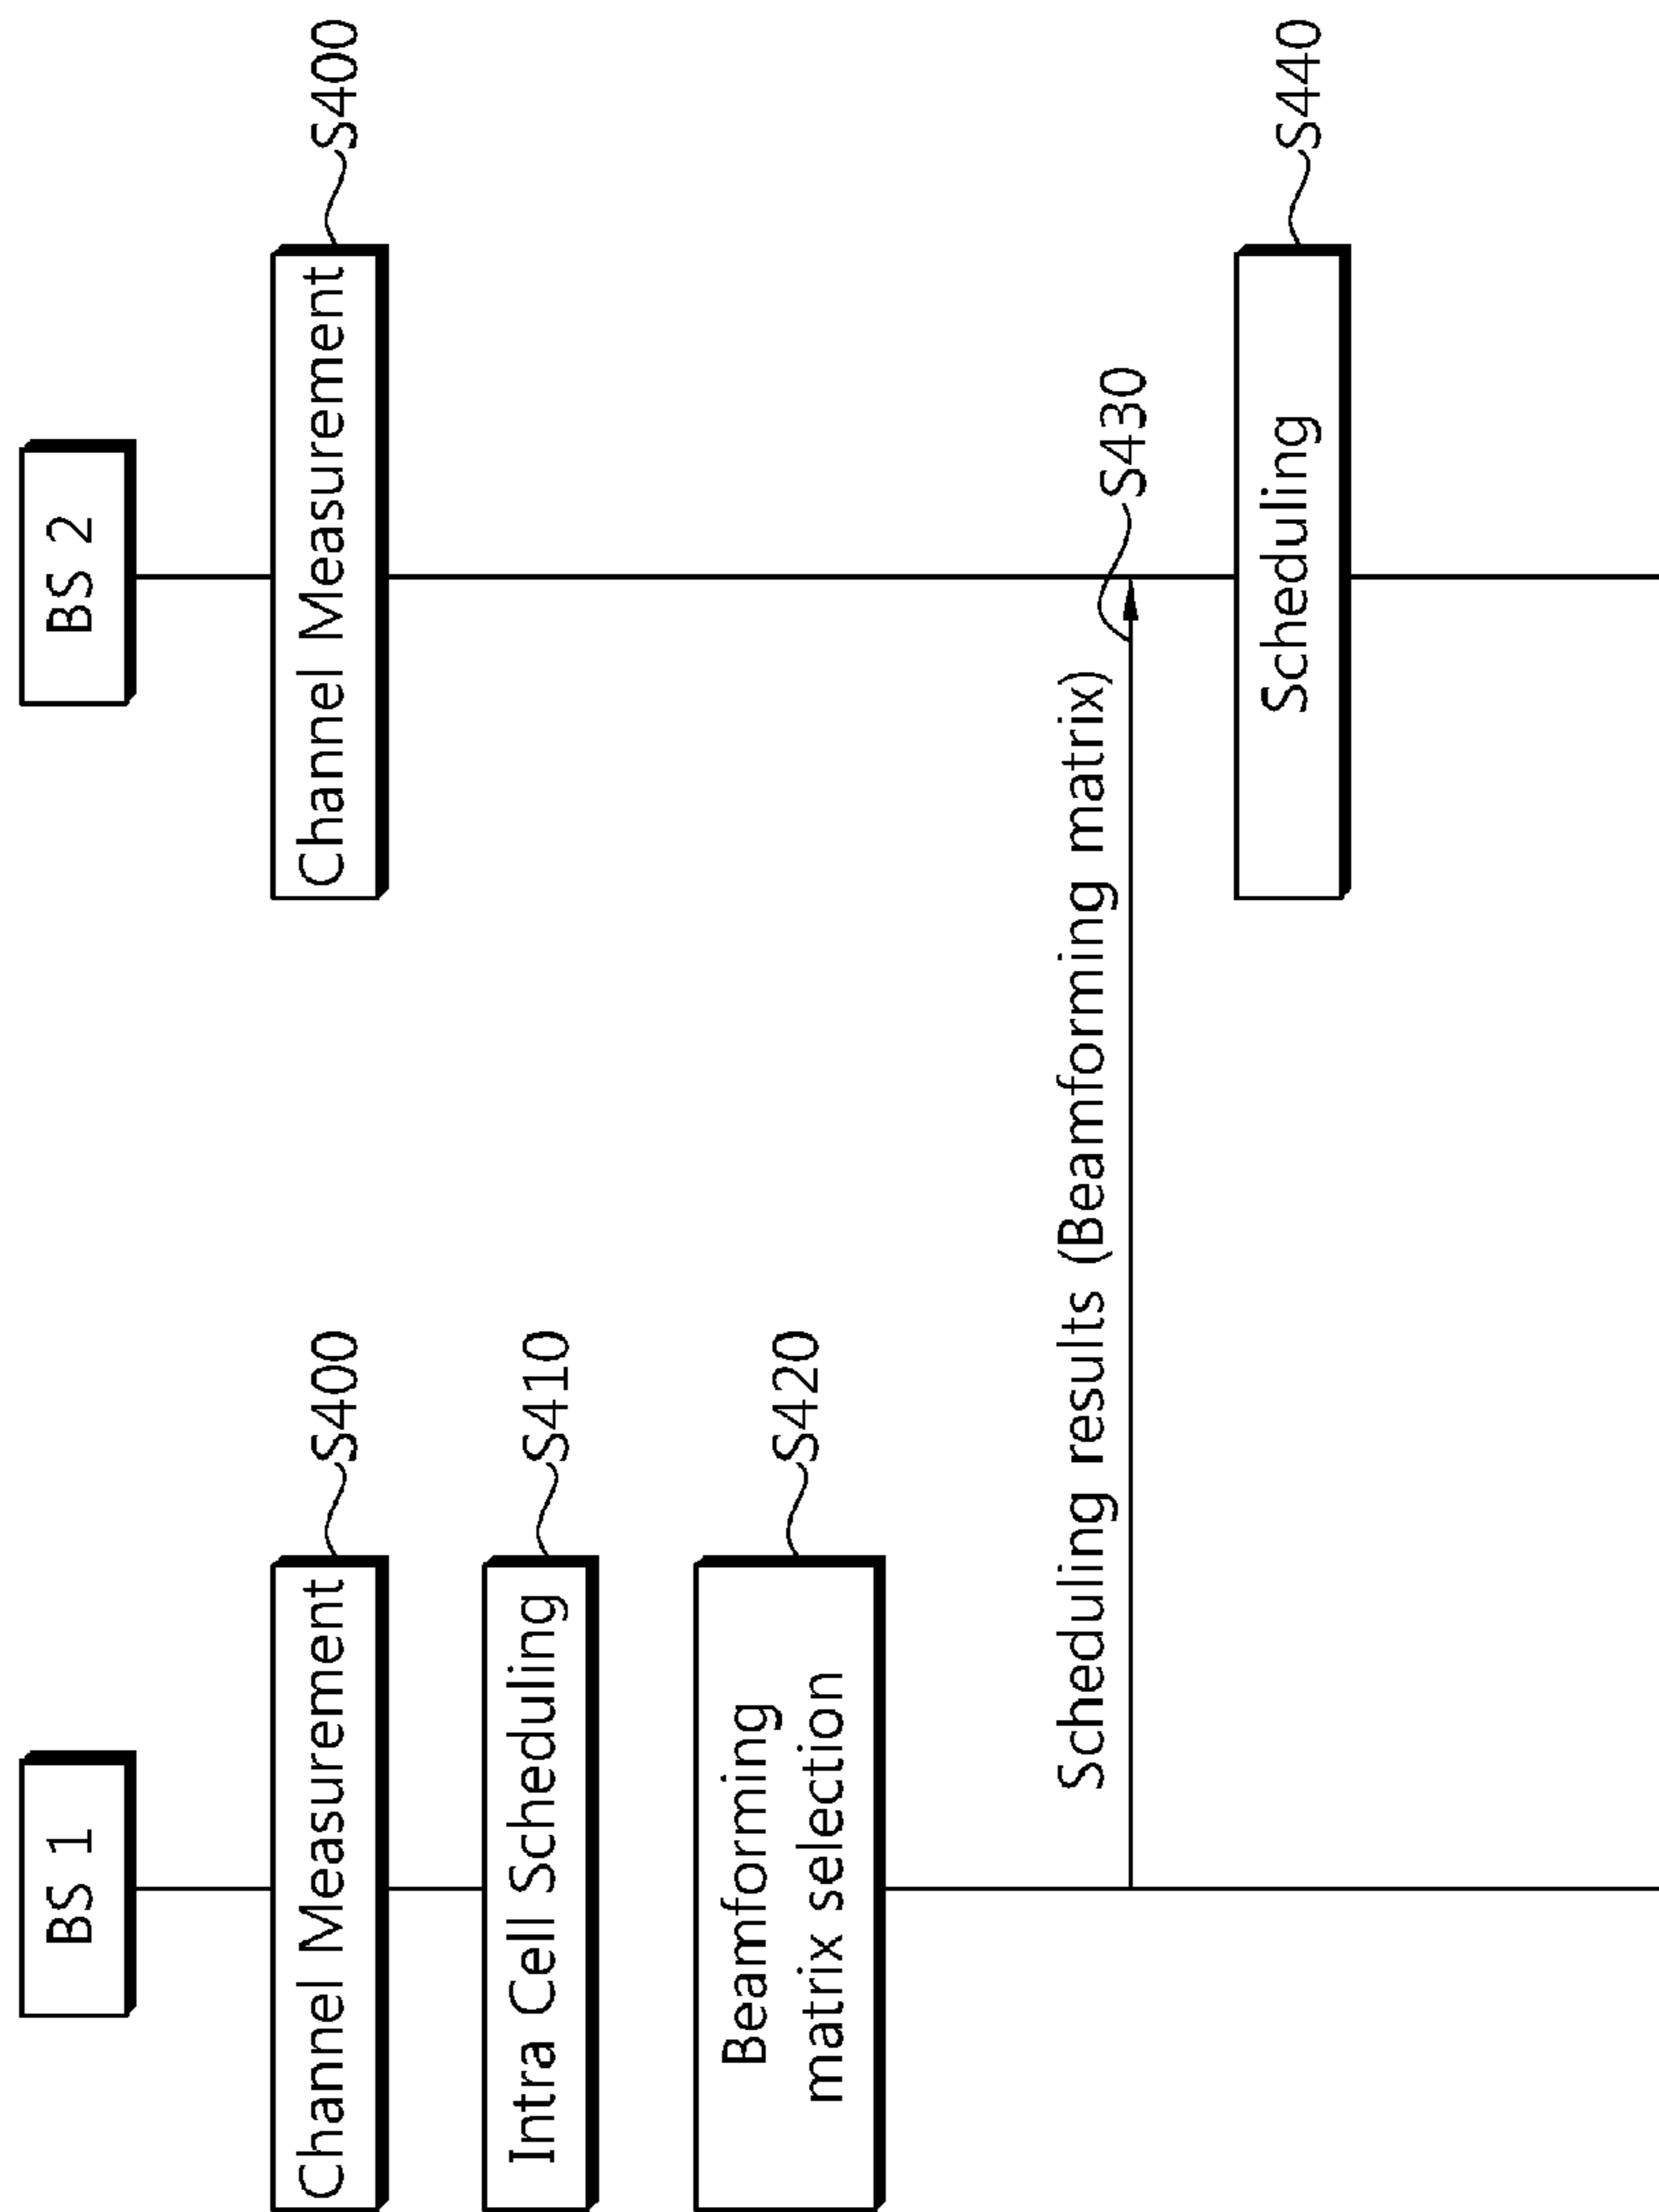 BS 1
BS 2
Channel Measurement
S400
Channel Measurement
S400
Intra Cell Scheduling
S410
Beamforming
matrix selection
S420
Scheduling results (Beamforming matrix)
S430
Scheduling
S440